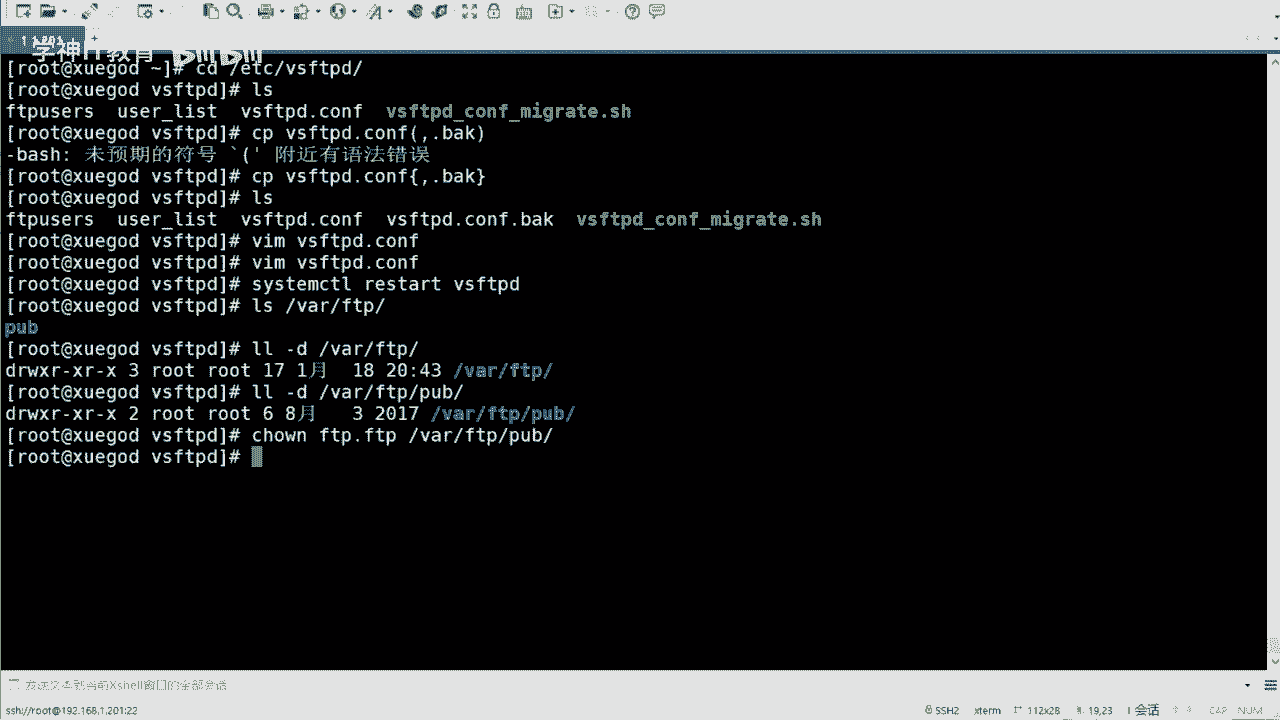 学神IT教育 bilibili
[root@xuegod ~]# cd /etc/vsftpd/
[root@xuegod vsftpd]# ls
ftpusers  user_list  vsftpd.conf  vsftpd_conf_migrate.sh
[root@xuegod vsftpd]# cp vsftpd.conf(,.bak)
-bash: 未预期的符号 `(' 附近有语法错误
[root@xuegod vsftpd]# cp vsftpd.conf{,.bak}
[root@xuegod vsftpd]# ls
ftpusers  user_list  vsftpd.conf  vsftpd.conf.bak  vsftpd_conf_migrate.sh
[root@xuegod vsftpd]# vim vsftpd.conf
[root@xuegod vsftpd]# vim vsftpd.conf
[root@xuegod vsftpd]# systemctl restart vsftpd
[root@xuegod vsftpd]# ls /var/ftp/
pub
[root@xuegod vsftpd]# ll -d /var/ftp/
drwxr-xr-x 3 root root 17 1月  18 20:43 /var/ftp/
[root@xuegod vsftpd]# ll -d /var/ftp/pub/
drwxr-xr-x 2 root root 6 8月   3 2017 /var/ftp/pub/
[root@xuegod vsftpd]# chown ftp.ftp /var/ftp/pub/
[root@xuegod vsftpd]#
发送文本到当前Xshell窗口的全部会话
ssh://root@192.168.1.201:22 SSH2 xterm 112x28 19,23 1 会话 CAP NUM